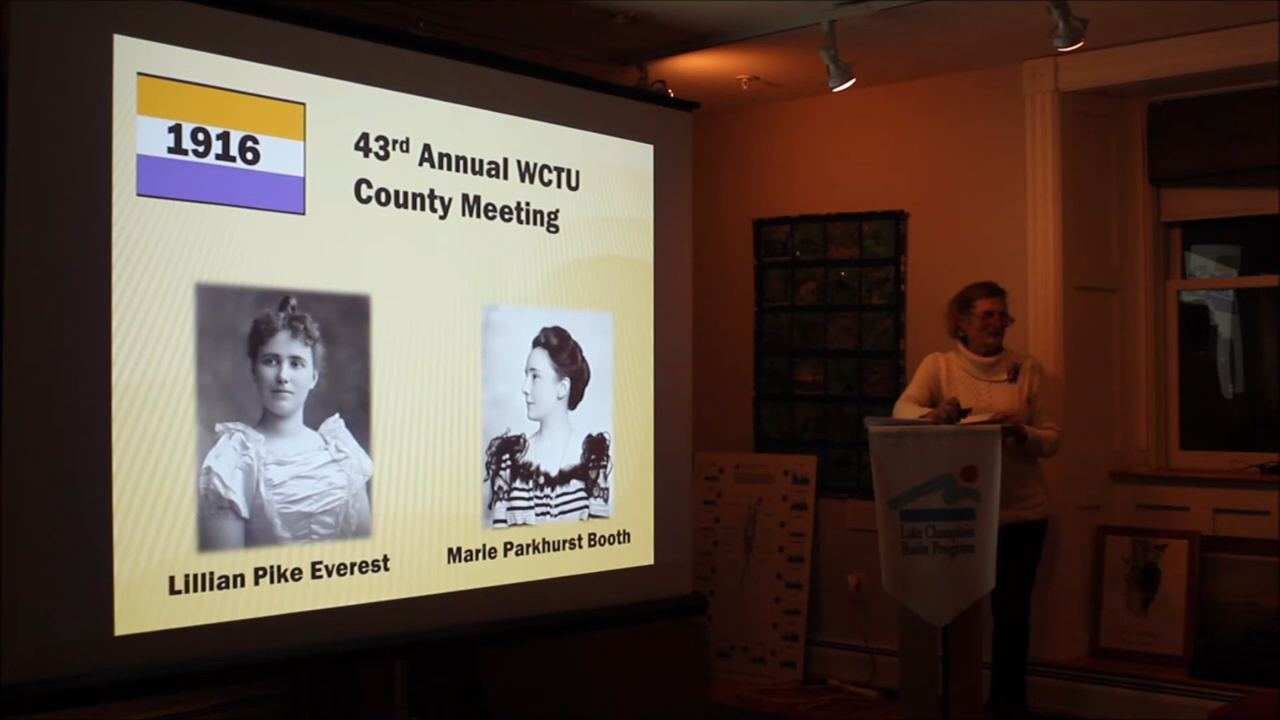 1916
43rd Annual WCTU
County Meeting
Lillian Pike Everest
Marie Parkhurst Booth
Lake Champlain
Basin Program